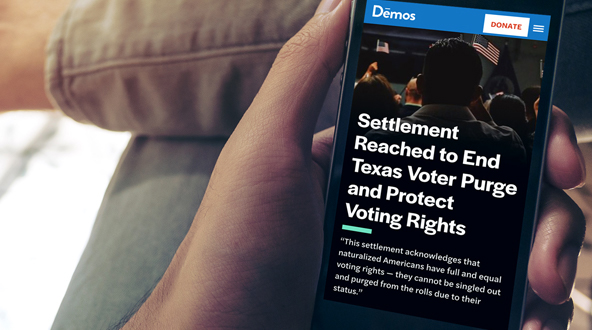 Dēmos
DONATE
Settlement
Reached to End
Texas Voter Purge
and Protect
Voting Rights
“This settlement acknowledges that
naturalized Americans have full and equal
voting rights — they cannot be singled out
and purged from the rolls due to their
status.”